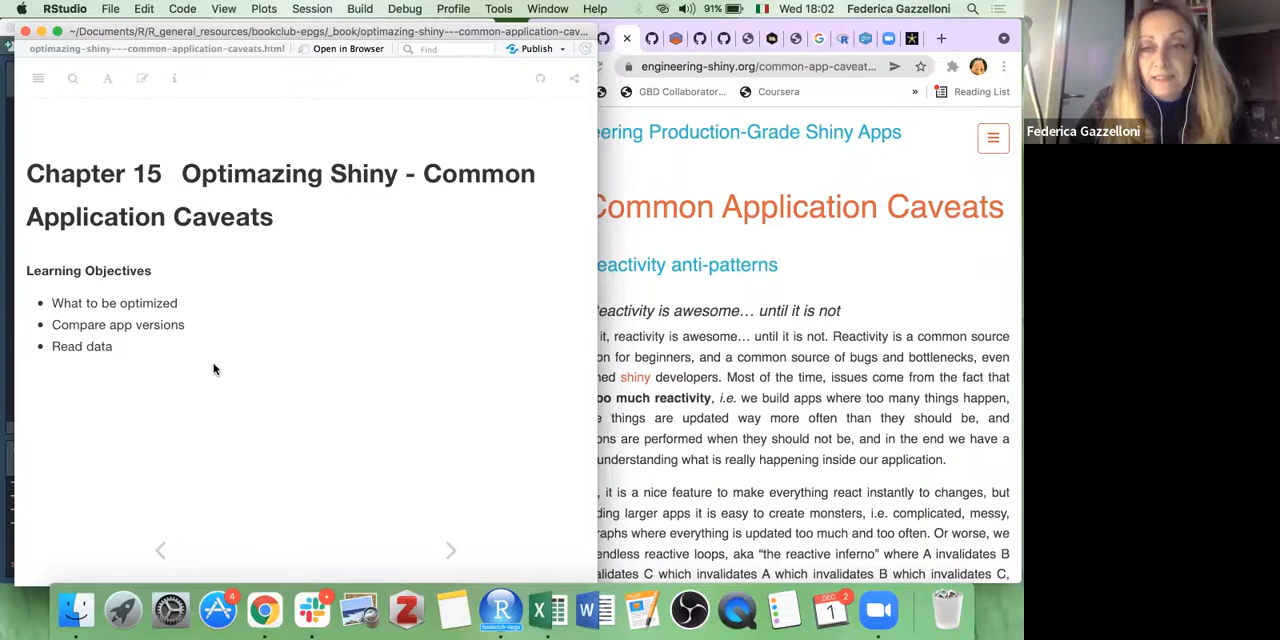 RStudio File Edit Code View Plots Session Build Debug Profile Tools Window Help 91% Wed 18:02 Federica Gazzelloni
~/Documents/R/R_general_resources/bookclub-epgs/_book/optimazing-shiny---common-application-cav...
optimazing-shiny---common-application-caveats.html Open in Browser Find Publish
Chapter 15 Optimazing Shiny - Common
Application Caveats
Learning Objectives
What to be optimized
Compare app versions
Read data
engineering-shiny.org/common-app-caveat...
GBD Collaborator... Coursera » Reading List
eering Production-Grade Shiny Apps
Common Application Caveats
eactivity anti-patterns
eactivity is awesome… until it is not
it, reactivity is awesome… until it is not. Reactivity is a common source
on for beginners, and a common source of bugs and bottlenecks, even
ned shiny developers. Most of the time, issues come from the fact that
oo much reactivity, i.e. we build apps where too many things happen,
e things are updated way more often than they should be, and
ons are performed when they should not be, and in the end we have a
understanding what is really happening inside our application.
, it is a nice feature to make everything react instantly to changes, but
ding larger apps it is easy to create monsters, i.e. complicated, messy,
raphs where everything is updated too much and too often. Or worse, we
endless reactive loops, aka “the reactive inferno” where A invalidates B
alidates C which invalidates A which invalidates B which invalidates C,
Federica Gazzelloni
4
R
bookclub-epgs
DEC 2
1